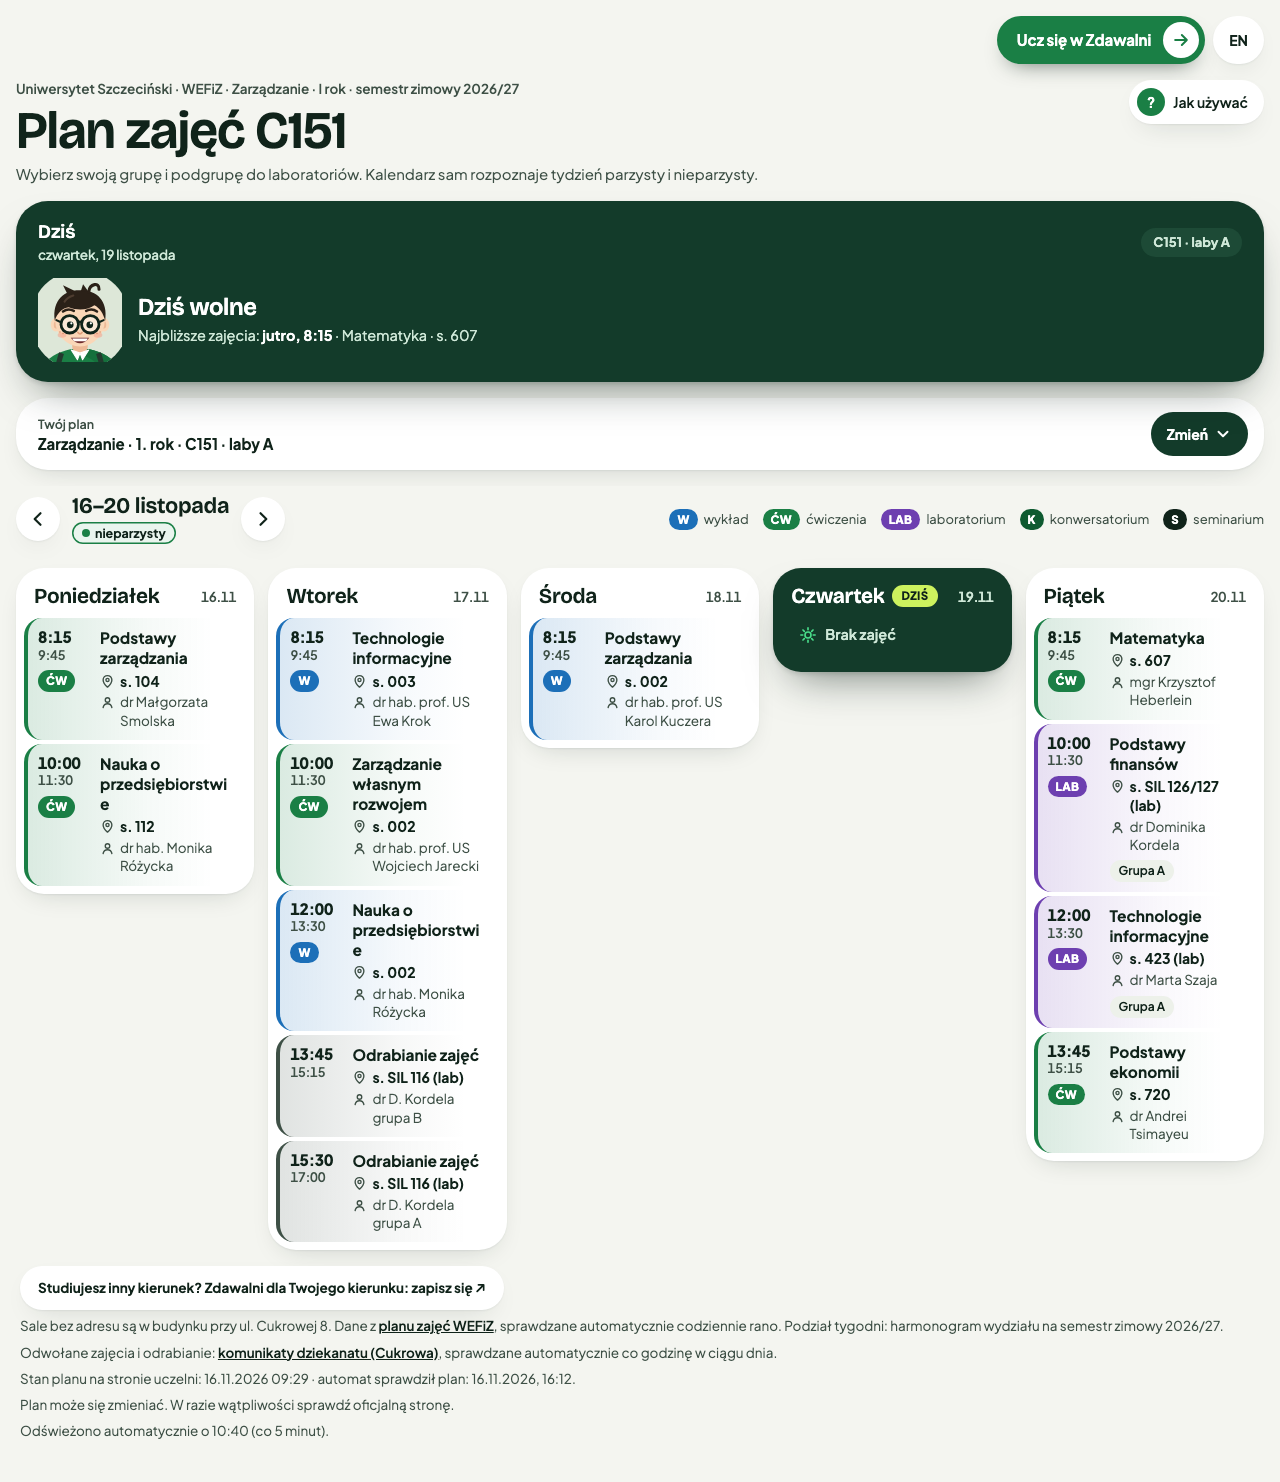 Ucz się w Zdawalni
EN
Uniwersytet Szczeciński · WEFiZ · Zarządzanie · I rok · semestr zimowy 2026/27
? Jak używać
Plan zajęć C151
Wybierz swoją grupę i podgrupę do laboratoriów. Kalendarz sam rozpoznaje tydzień parzysty i nieparzysty.
Dziś
czwartek, 19 listopada
C151 · laby A
Dziś wolne
Najbliższe zajęcia: jutro, 8:15 · Matematyka · s. 607
Twój plan
Zarządzanie · 1. rok · C151 · laby A
Zmień
16–20 listopada
nieparzysty
W wykład
ĆW ćwiczenia
LAB laboratorium
K konwersatorium
S seminarium
Poniedziałek 16.11
8:15
9:45
ĆW
Podstawy
zarządzania
s. 104
dr Małgorzata
Smolska
10:00
11:30
ĆW
Nauka o
przedsiębiorstwi
e
s. 112
dr hab. Monika
Różycka
Wtorek 17.11
8:15
9:45
W
Technologie
informacyjne
s. 003
dr hab. prof. US
Ewa Krok
10:00
11:30
ĆW
Zarządzanie
własnym
rozwojem
s. 002
dr hab. prof. US
Wojciech Jarecki
12:00
13:30
W
Nauka o
przedsiębiorstwi
e
s. 002
dr hab. Monika
Różycka
13:45
15:15
Odrabianie zajęć
s. SIL 116 (lab)
dr D. Kordela
grupa B
15:30
17:00
Odrabianie zajęć
s. SIL 116 (lab)
dr D. Kordela
grupa A
Środa 18.11
8:15
9:45
W
Podstawy
zarządzania
s. 002
dr hab. prof. US
Karol Kuczera
Czwartek DZIŚ 19.11
Brak zajęć
Piątek 20.11
8:15
9:45
ĆW
Matematyka
s. 607
mgr Krzysztof
Heberlein
10:00
11:30
LAB
Podstawy
finansów
s. SIL 126/127
(lab)
dr Dominika
Kordela
Grupa A
12:00
13:30
LAB
Technologie
informacyjne
s. 423 (lab)
dr Marta Szaja
Grupa A
13:45
15:15
ĆW
Podstawy
ekonomii
s. 720
dr Andrei
Tsimayeu
Studiujesz inny kierunek? Zdawalni dla Twojego kierunku: zapisz się ↗
Sale bez adresu są w budynku przy ul. Cukrowej 8. Dane z planu zajęć WEFiZ, sprawdzane automatycznie codziennie rano. Podział tygodni: harmonogram wydziału na semestr zimowy 2026/27.
Odwołane zajęcia i odrabianie: komunikaty dziekanatu (Cukrowa), sprawdzane automatycznie co godzinę w ciągu dnia.
Stan planu na stronie uczelni: 16.11.2026 09:29 · automat sprawdził plan: 16.11.2026, 16:12.
Plan może się zmieniać. W razie wątpliwości sprawdź oficjalną stronę.
Odświeżono automatycznie o 10:40 (co 5 minut).